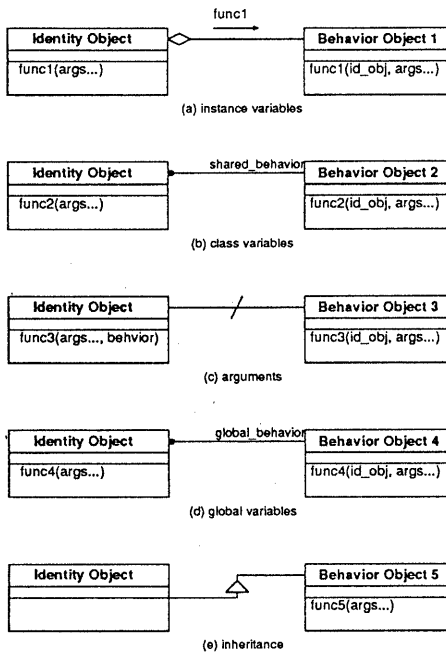 func1
Identity Object Behavior Object 1
func1(args...) func1(id_obj, args...)
(a) instance variables
Identity Object shared_behavior Behavior Object 2
func2(args...) func2(id_obj, args...)
(b) class variables
Identity Object Behavior Object 3
func3(args..., behvior) func3(id_obj, args...)
(c) arguments
Identity Object global_behavior Behavior Object 4
func4(args...) func4(id_obj, args...)
(d) global variables
Identity Object Behavior Object 5
func5(args...)
(e) inheritance